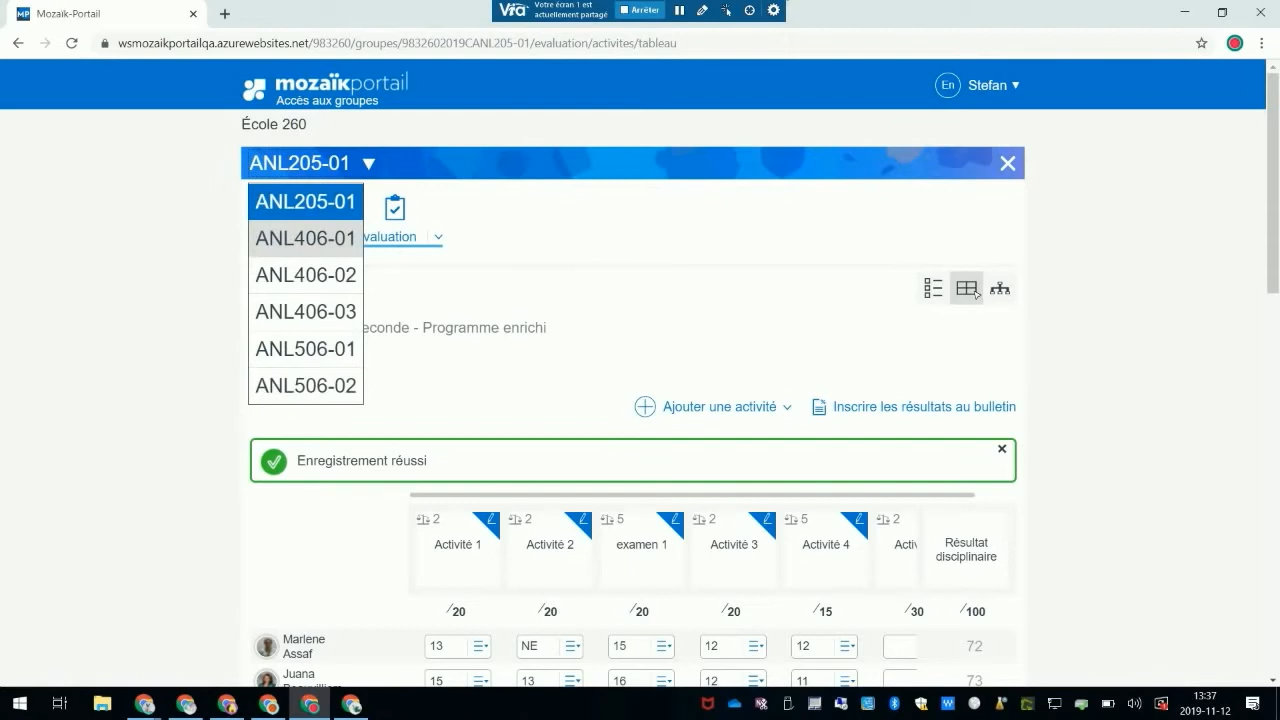 Mozaïk-Portail
Via
Votre écran 1 est
actuellement partagé
Arrêter
wsmozaikportailqa.azurewebsites.net/983260/groupes/9832602019CANL205-01/evaluation/activites/tableau
mozaïkportail
Accès aux groupes
En
Stefan
École 260
ANL205-01
ANL205-01
ANL406-01
ANL406-02
ANL406-03
ANL506-01
ANL506-02
valuation
econde - Programme enrichi
Ajouter une activité
Inscrire les résultats au bulletin
Enregistrement réussi
2 2 5 2 5 2
Activité 1 Activité 2 examen 1 Activité 3 Activité 4 Activ Résultat disciplinaire
/20 /20 /20 /20 /15 /30 /100
Marlene Assaf 13 NE 15 12 12 72
Juana 15 13 16 12 11 73
13:37
2019-11-12